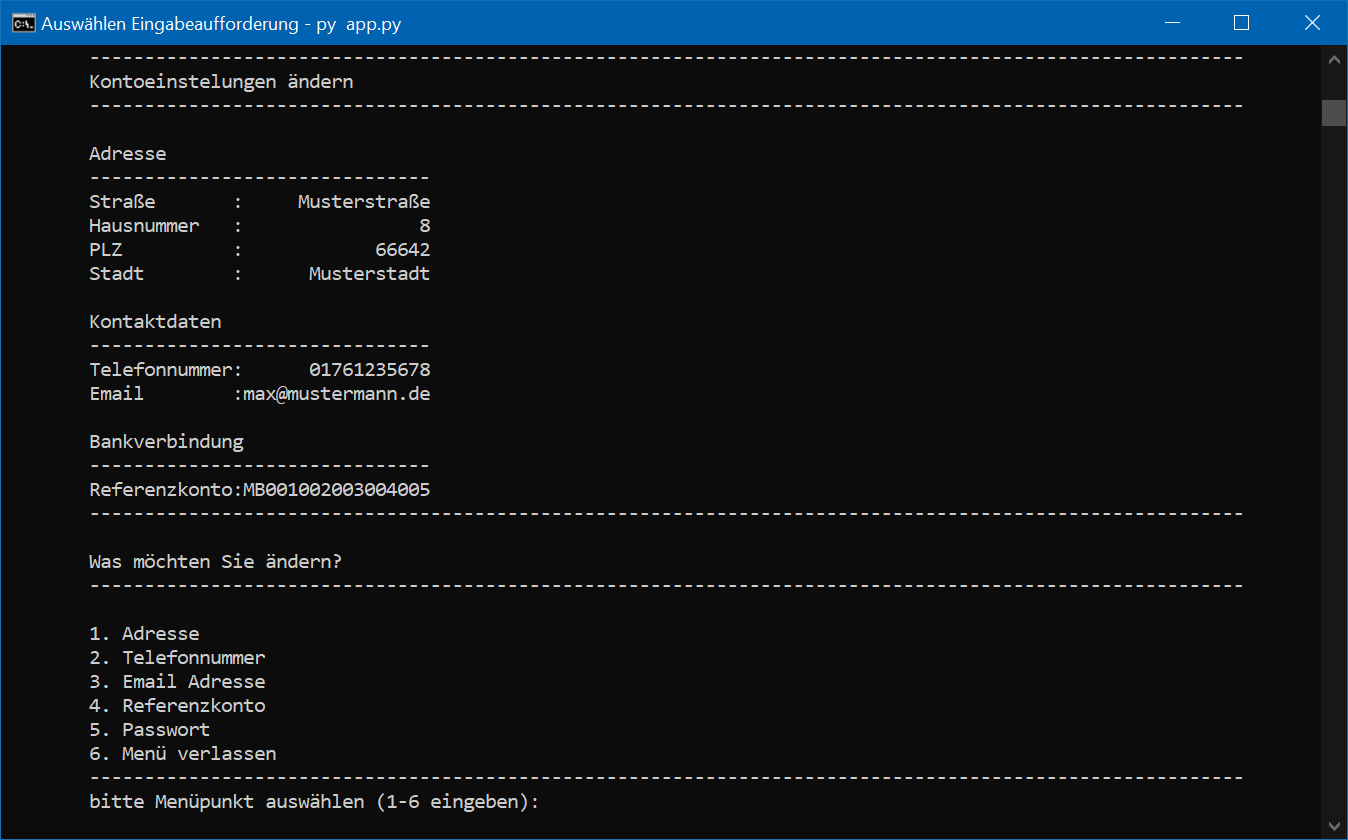 Auswählen Eingabeaufforderung - py  app.py
---------------------------------------------------------------------------------------------------------
Kontoeinstelungen ändern
---------------------------------------------------------------------------------------------------------
Adresse
-------------------------------
Straße       :     Musterstraße
Hausnummer   :                8
PLZ          :            66642
Stadt        :      Musterstadt
Kontaktdaten
-------------------------------
Telefonnummer:      01761235678
Email        :max@mustermann.de
Bankverbindung
-------------------------------
Referenzkonto:MB001002003004005
---------------------------------------------------------------------------------------------------------
Was möchten Sie ändern?
---------------------------------------------------------------------------------------------------------
1. Adresse
2. Telefonnummer
3. Email Adresse
4. Referenzkonto
5. Passwort
6. Menü verlassen
---------------------------------------------------------------------------------------------------------
bitte Menüpunkt auswählen (1-6 eingeben):